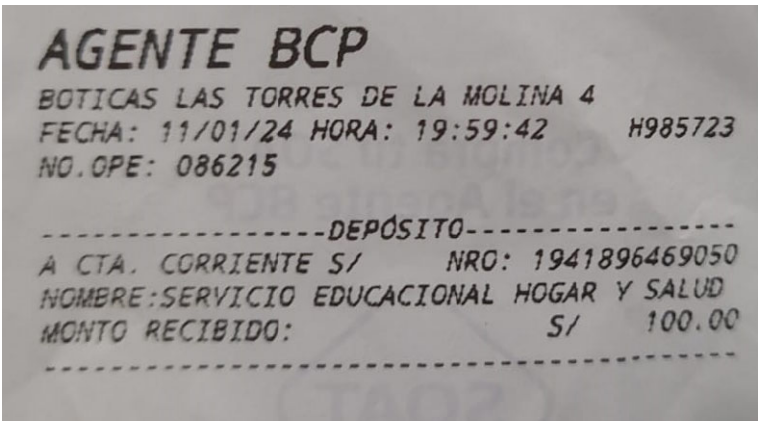 AGENTE BCP
BOTICAS LAS TORRES DE LA MOLINA 4
FECHA: 11/01/24 HORA: 19:59:42 H985723
NO.OPE: 086215
-----------------DEPÓSITO-----------------
A CTA. CORRIENTE S/ NRO: 1941896469050
NOMBRE:SERVICIO EDUCACIONAL HOGAR Y SALUD
MONTO RECIBIDO: S/ 100.00
------------------------------------------